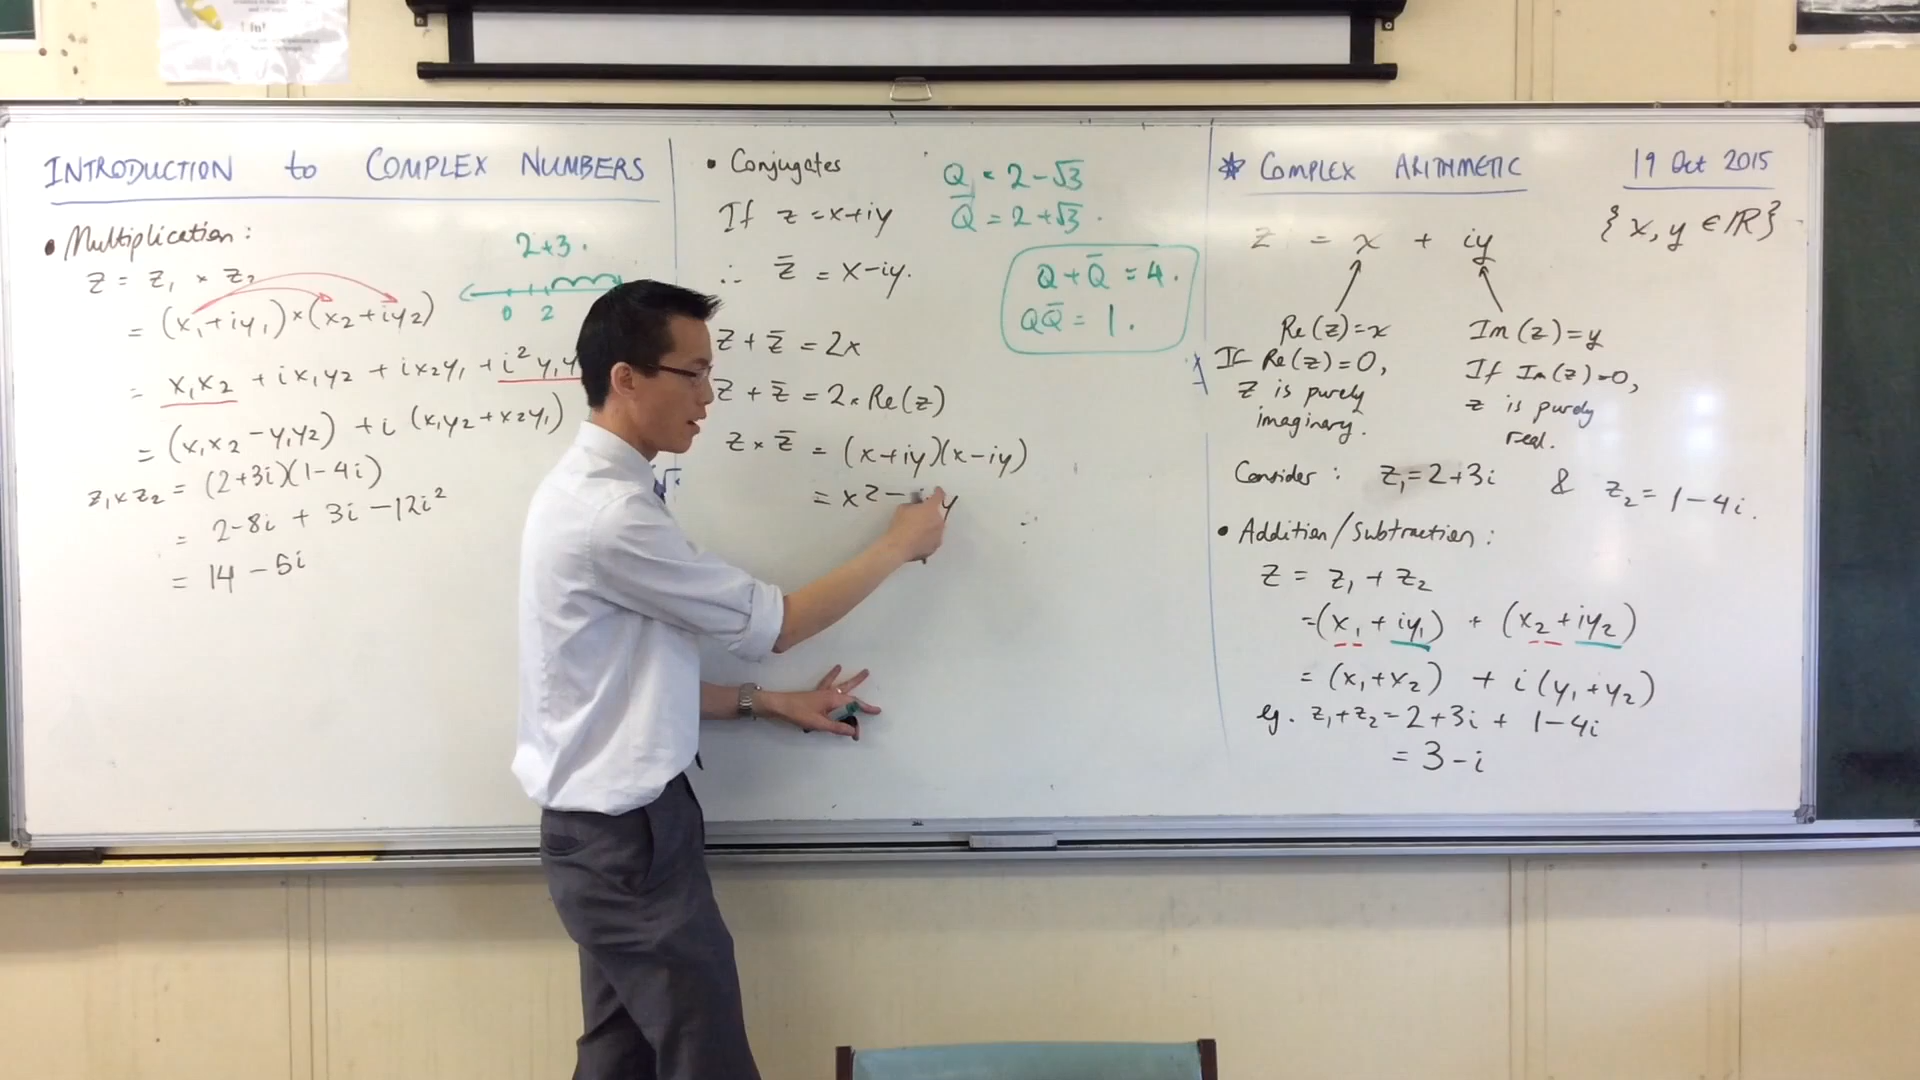 INTRODUCTION to COMPLEX NUMBERS
• Multiplication:
z = z₁ × z₂
= (x₁+iy₁)×(x₂+iy₂)
= x₁x₂ + ix₁y₂ + ix₂y₁ + i²y₁y
= (x₁x₂ - y₁y₂) + i (x₁y₂+x₂y₁)
z₁×z₂ = (2+3i)(1-4i)
= 2-8i + 3i -12i²
= 14 - 5i
2+3.
0 2
• Conjugates
If z = x+iy
∴ z̄ = x-iy.
z + z̄ = 2x
z + z̄ = 2×Re(z)
z × z̄ = (x+iy)(x-iy)
= x² - y
Q = 2-√3
Q̄ = 2+√3.
Q + Q̄ = 4.
QQ̄ = 1.
* COMPLEX ARITHMETIC 19 Oct 2015
z = x + iy {x, y ∈ ℝ}
Re(z)=x
If Re(z)=0,
z is purely
imaginary.
Im(z)=y
If Im(z)=0,
z is purely
real.
Consider: z₁=2+3i & z₂= 1-4i.
• Addition/Subtraction:
z = z₁ + z₂
=(x₁ + iy₁) + (x₂+iy₂)
= (x₁+x₂) + i(y₁+y₂)
eg. z₁+z₂=2+3i + 1-4i
= 3-i